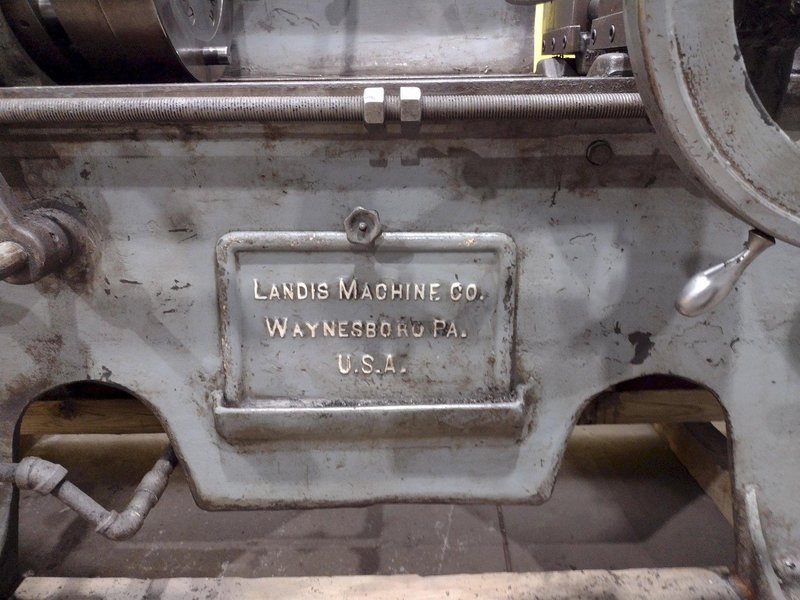 LANDIS MACHINE CO.
WAYNESBORO PA.
U.S.A.